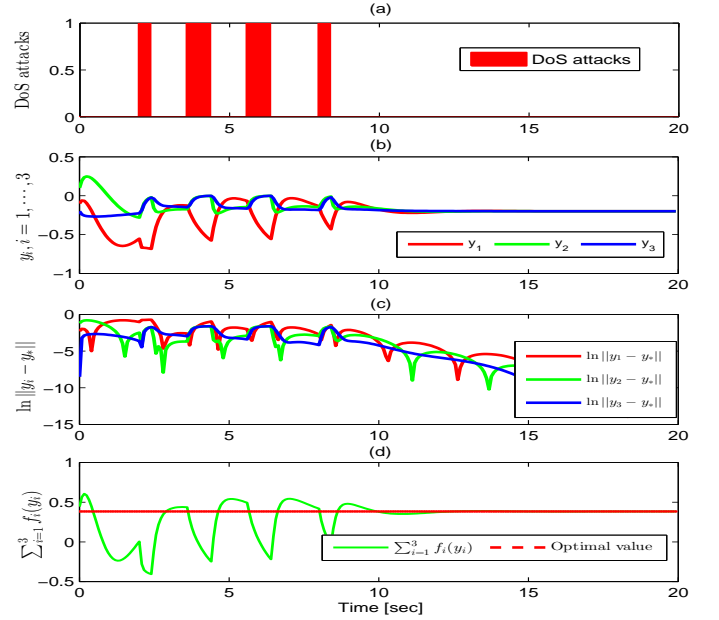 (a)
DoS attacks
1
0.5
0
DoS attacks
0 5 10 15 20
(b)
y_i, i = 1, ⋯, 3
0.5
0
−0.5
−1
y_1 y_2 y_3
0 5 10 15 20
(c)
ln ||y_i − y_*||
0
−5
−10
−15
ln ||y_1 − y_*||
ln ||y_2 − y_*||
ln ||y_3 − y_*||
0 5 10 15 20
(d)
∑_{i=1}^{3} f_i(y_i)
1
0.5
0
−0.5
∑_{i=1}^{3} f_i(y_i) Optimal value
0 5 10 15 20
Time [sec]